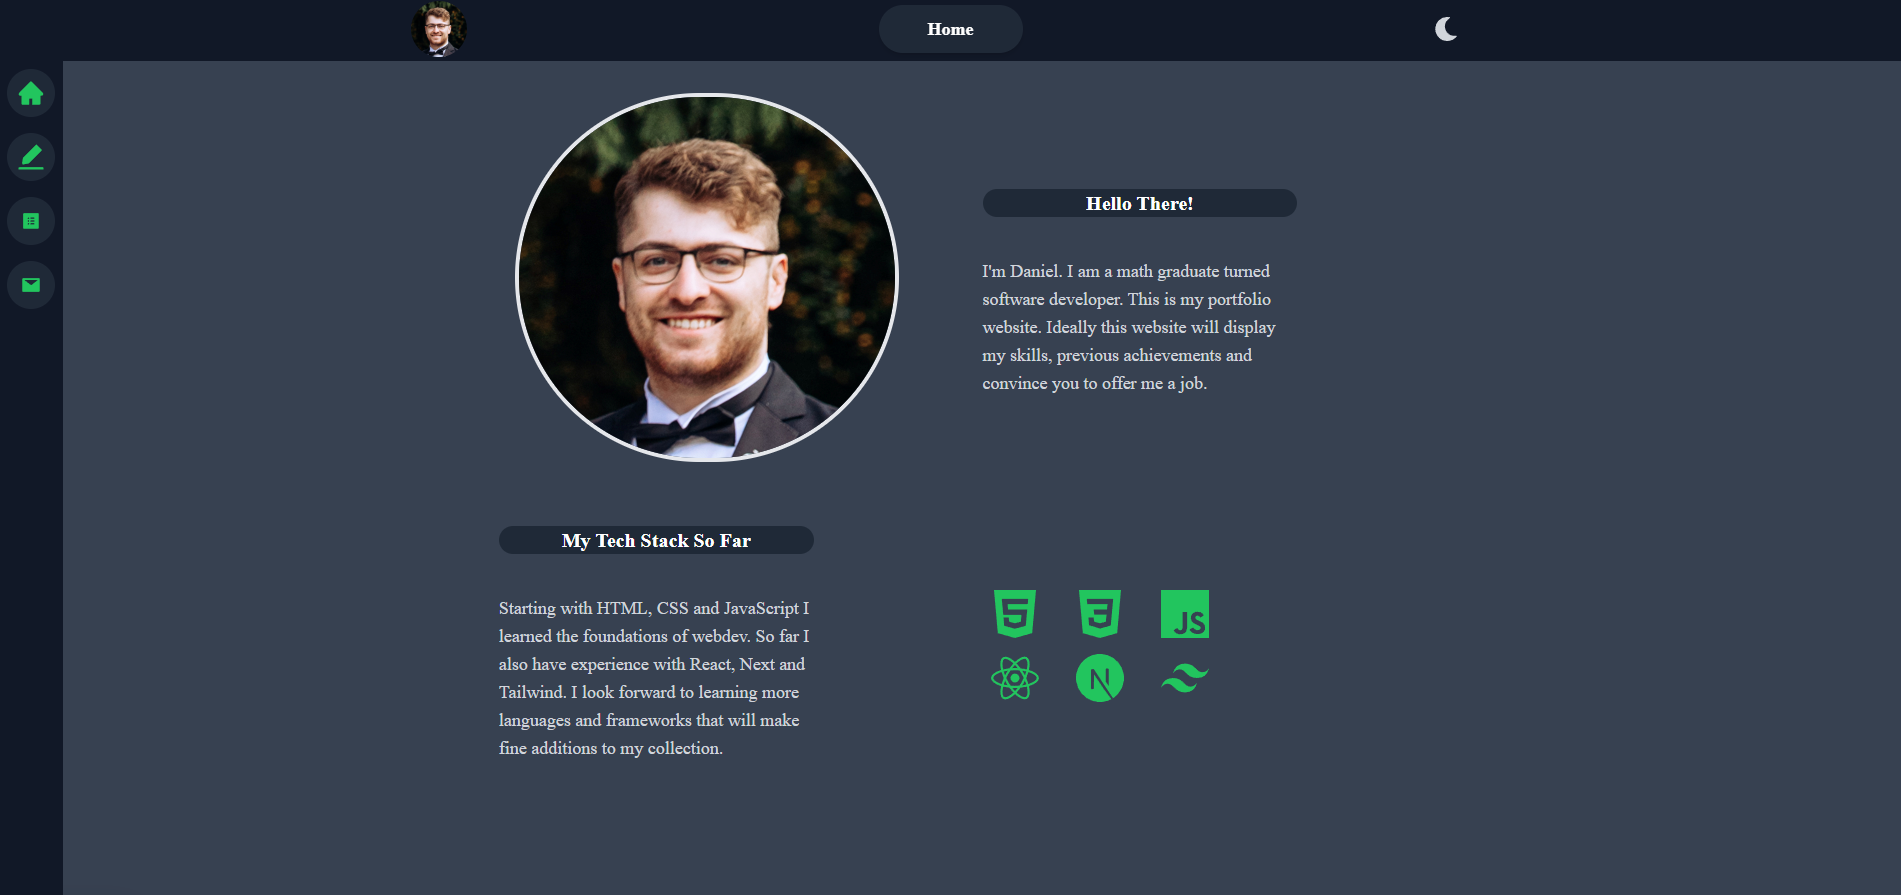 Home
Hello There!
I'm Daniel. I am a math graduate turned
software developer. This is my portfolio
website. Ideally this website will display
my skills, previous achievements and
convince you to offer me a job.
My Tech Stack So Far
Starting with HTML, CSS and JavaScript I
learned the foundations of webdev. So far I
also have experience with React, Next and
Tailwind. I look forward to learning more
languages and frameworks that will make
fine additions to my collection.
5 3 JS
N